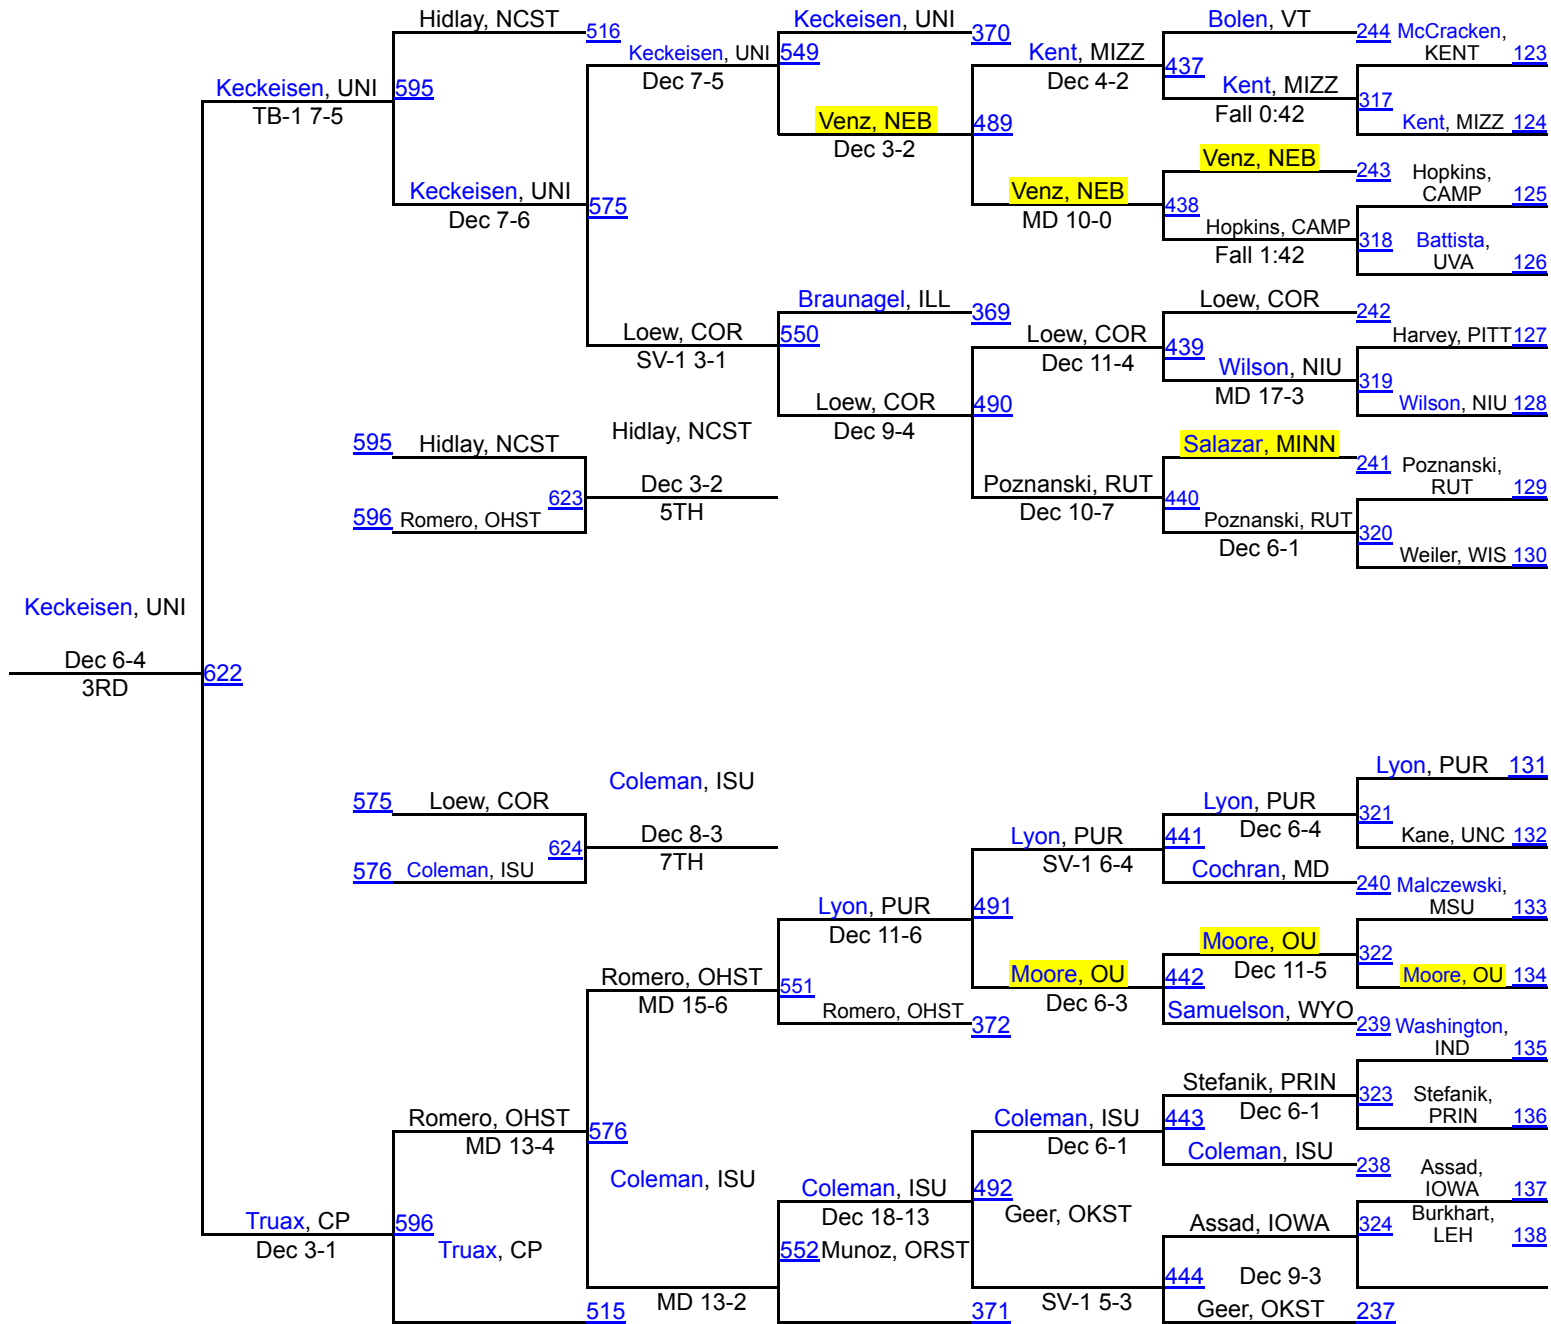 Hidlay, NCST
516
Keckeisen, UNI
370
Bolen, VT
244
McCracken,
KENT
123
Keckeisen, UNI
549
Dec 7-5
Kent, MIZZ
437
Dec 4-2
Kent, MIZZ
317
Fall 0:42
Kent, MIZZ 124
Keckeisen, UNI
595
TB-1 7-5
Venz, NEB
489
Dec 3-2
Venz, NEB
243
Hopkins,
CAMP
125
Keckeisen, UNI
575
Dec 7-6
Venz, NEB
438
MD 10-0
Hopkins, CAMP
318
Fall 1:42
Battista,
UVA
126
Braunagel, ILL
369
Loew, COR
242
Loew, COR
550
SV-1 3-1
Loew, COR
439
Dec 11-4
Harvey, PITT 127
Wilson, NIU
319
MD 17-3
Wilson, NIU 128
Loew, COR
490
Dec 9-4
595
Hidlay, NCST
Hidlay, NCST
Salazar, MINN
241
Poznanski,
RUT
129
623
Dec 3-2
5TH
596
Romero, OHST
Poznanski, RUT
440
Dec 10-7
Poznanski, RUT
320
Dec 6-1
Weiler, WIS 130
Keckeisen, UNI
Dec 6-4
622
3RD
Coleman, ISU
Lyon, PUR 131
575
Loew, COR
624
Dec 8-3
7TH
576
Coleman, ISU
Lyon, PUR
441
SV-1 6-4
Lyon, PUR
321
Dec 6-4
Kane, UNC 132
Cochran, MD
240
Malczewski,
MSU
133
Lyon, PUR
491
Dec 11-6
Moore, OU
322
Dec 11-5
Moore, OU 134
Romero, OHST
551
MD 15-6
Moore, OU
442
Dec 6-3
Romero, OHST
372
Samuelson, WYO
239
Washington,
IND
135
Stefanik, PRIN
323
Dec 6-1
Stefanik,
PRIN
136
Romero, OHST
576
MD 13-4
Coleman, ISU
443
Dec 6-1
Coleman, ISU
238
Assad,
IOWA
137
Coleman, ISU
Coleman, ISU
492
Dec 18-13
Geer, OKST
Assad, IOWA
324
Burkhart,
LEH
138
Truax, CP
596
Dec 3-1
Truax, CP
552
Munoz, ORST
444
Dec 9-3
515
MD 13-2
371
SV-1 5-3
Geer, OKST
237